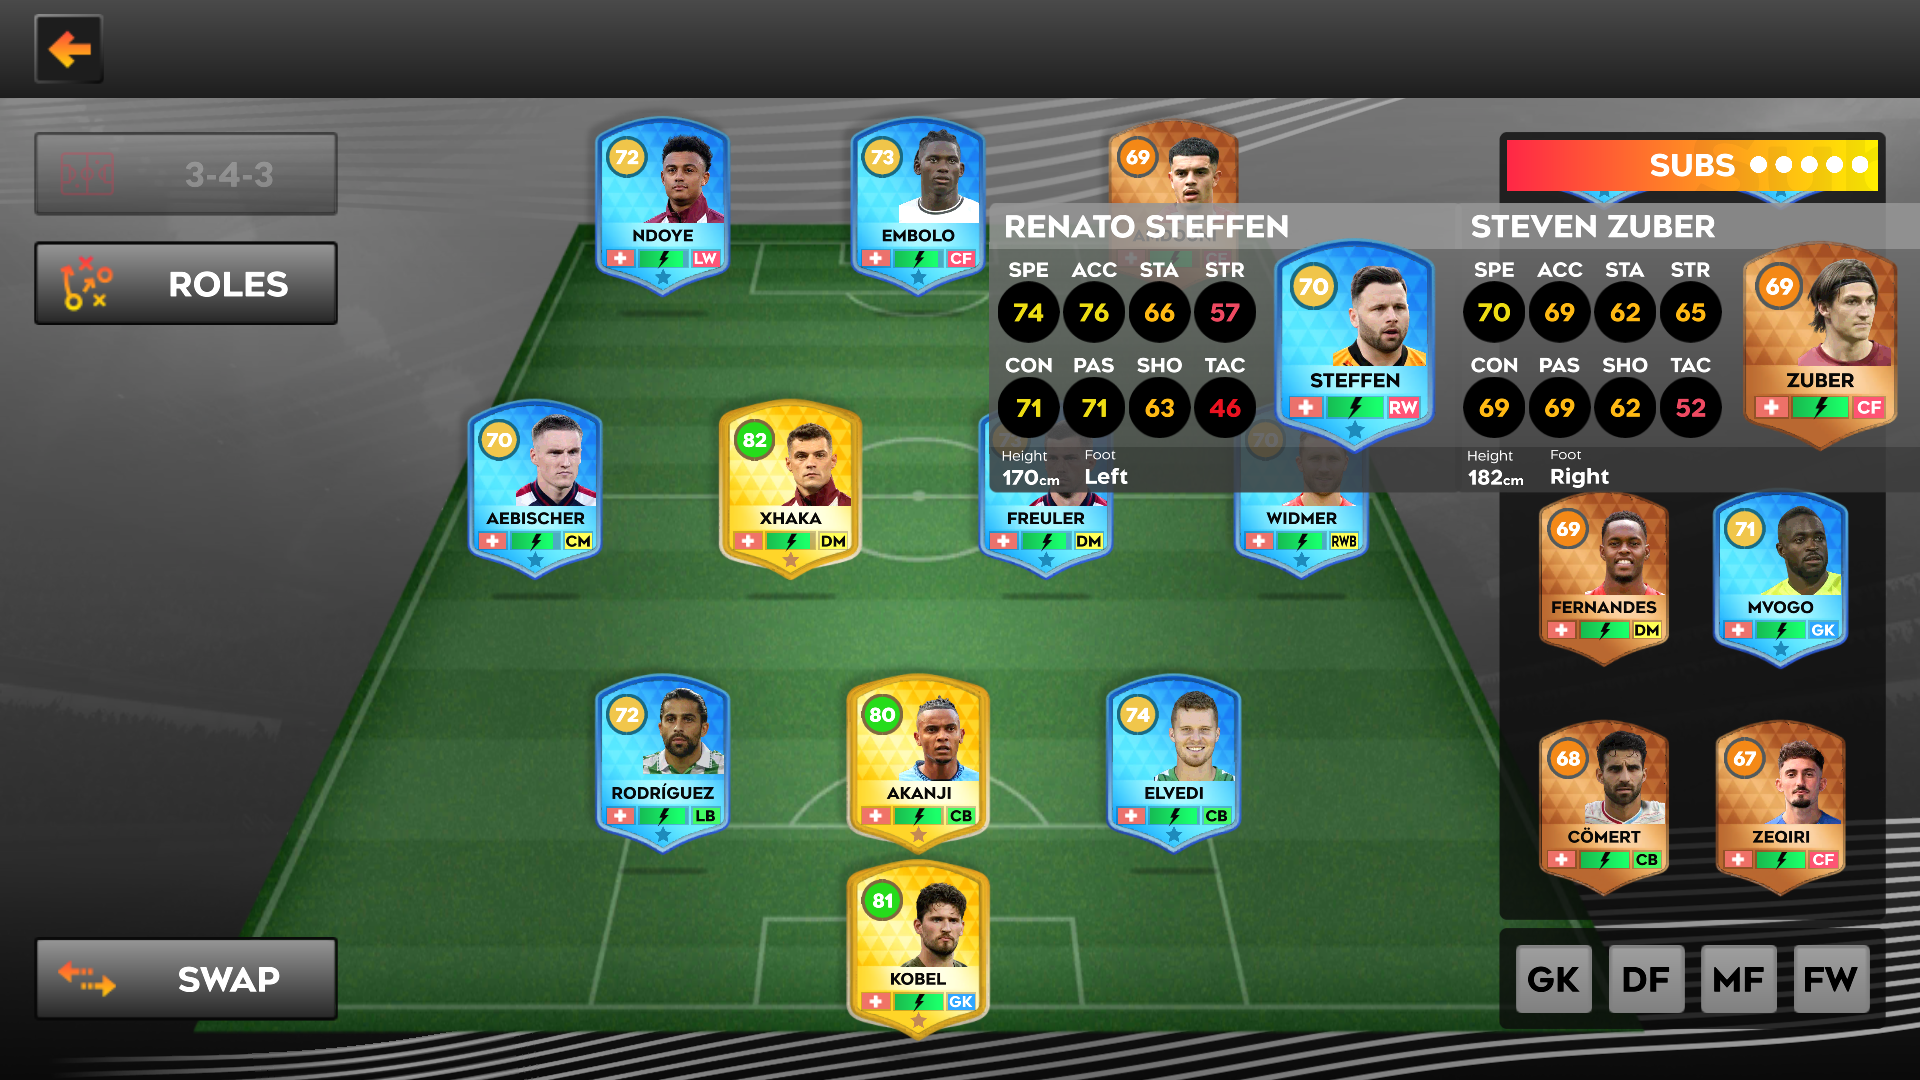 3-4-3
ROLES
SWAP
72
NDOYE
LW
73
EMBOLO
CF
69
AMDOUNI
CF
SUBS
RENATO STEFFEN
SPE ACC STA STR
74 76 66 57
CON PAS SHO TAC
71 71 63 46
Height Foot
170cm Left
70
STEFFEN
RW
STEVEN ZUBER
SPE ACC STA STR
70 69 62 65
CON PAS SHO TAC
69 69 62 52
Height Foot
182cm Right
69
ZUBER
CF
70
AEBISCHER
CM
82
XHAKA
DM
73
FREULER
DM
70
WIDMER
RWB
69
FERNANDES
DM
71
MVOGO
GK
72
RODRÍGUEZ
LB
80
AKANJI
CB
74
ELVEDI
CB
68
CÖMERT
CB
67
ZEQIRI
CF
81
KOBEL
GK
GK DF MF FW